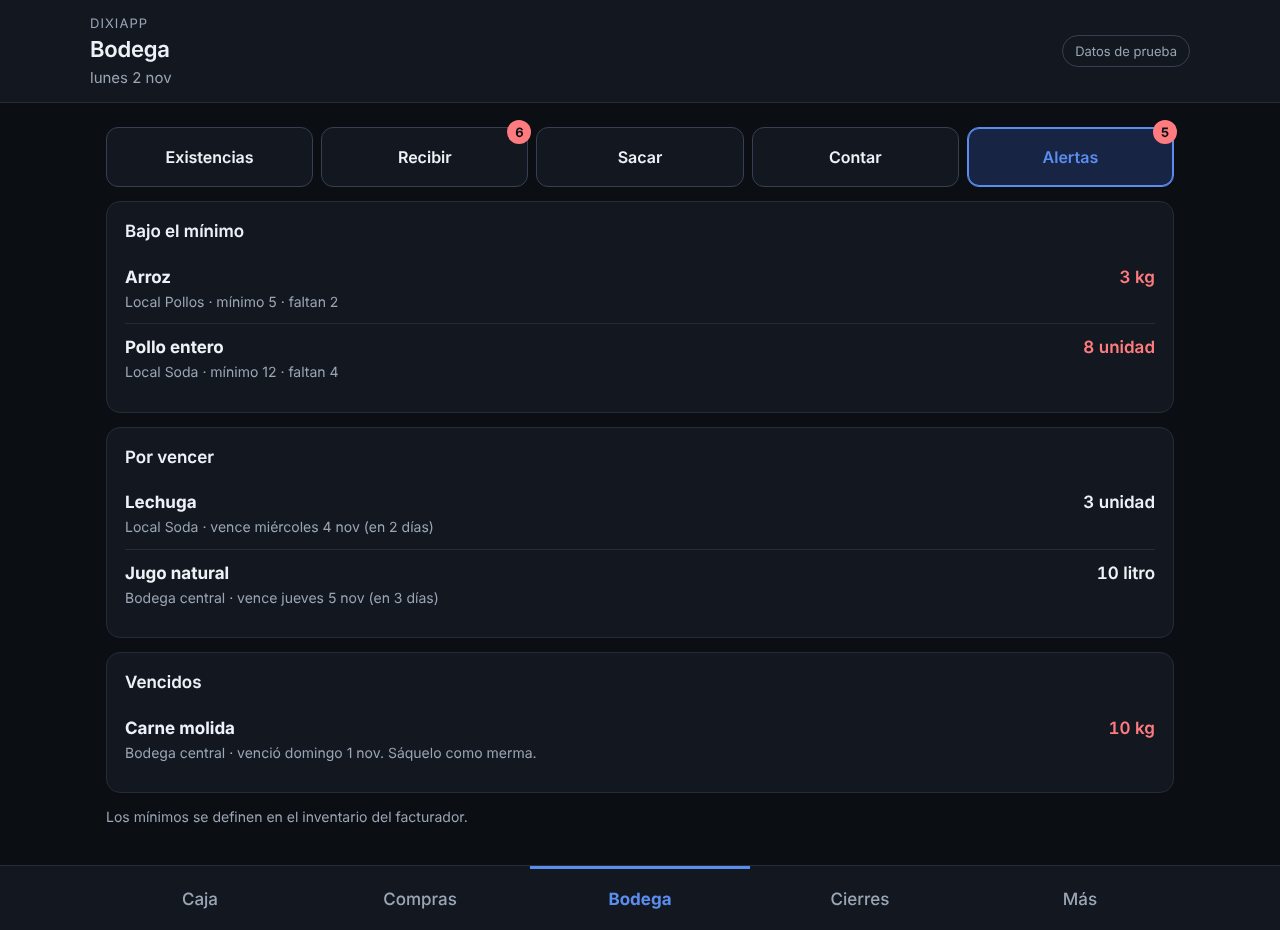 DIXIAPP
Bodega
lunes 2 nov
Datos de prueba
Existencias
Recibir
6
Sacar
Contar
Alertas
5
Bajo el mínimo
Arroz
3 kg
Local Pollos · mínimo 5 · faltan 2
Pollo entero
8 unidad
Local Soda · mínimo 12 · faltan 4
Por vencer
Lechuga
3 unidad
Local Soda · vence miércoles 4 nov (en 2 días)
Jugo natural
10 litro
Bodega central · vence jueves 5 nov (en 3 días)
Vencidos
Carne molida
10 kg
Bodega central · venció domingo 1 nov. Sáquelo como merma.
Los mínimos se definen en el inventario del facturador.
Caja
Compras
Bodega
Cierres
Más